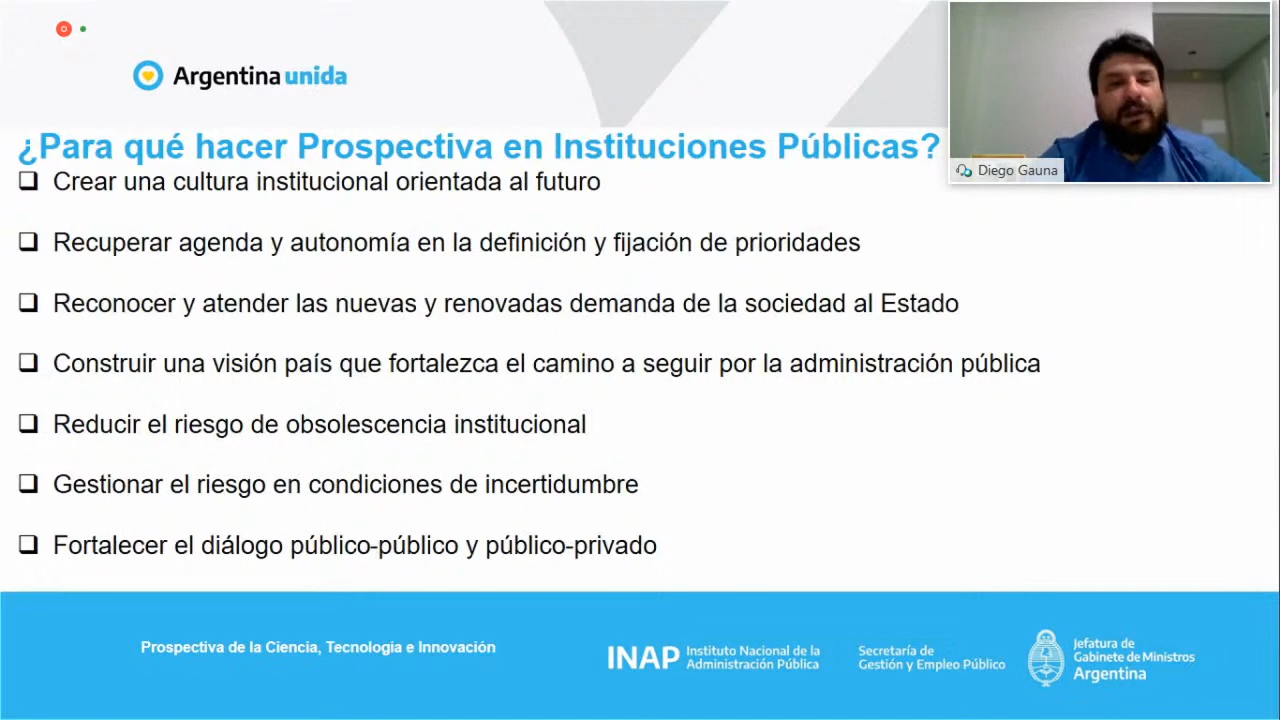 Argentina unida
¿Para qué hacer Prospectiva en Instituciones Públicas?
Diego Gauna
❑ Crear una cultura institucional orientada al futuro
❑ Recuperar agenda y autonomía en la definición y fijación de prioridades
❑ Reconocer y atender las nuevas y renovadas demanda de la sociedad al Estado
❑ Construir una visión país que fortalezca el camino a seguir por la administración pública
❑ Reducir el riesgo de obsolescencia institucional
❑ Gestionar el riesgo en condiciones de incertidumbre
❑ Fortalecer el diálogo público-público y público-privado
Prospectiva de la Ciencia, Tecnologia e Innovación
INAP
Instituto Nacional de la
Administración Pública
Secretaría de
Gestión y Empleo Público
Jefatura de
Gabinete de Ministros
Argentina